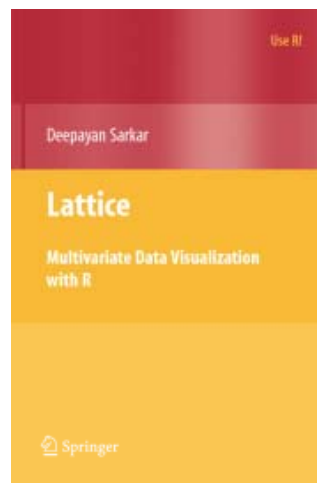 Use R!
Deepayan Sarkar
Lattice
Multivariate Data Visualization
with R
Springer